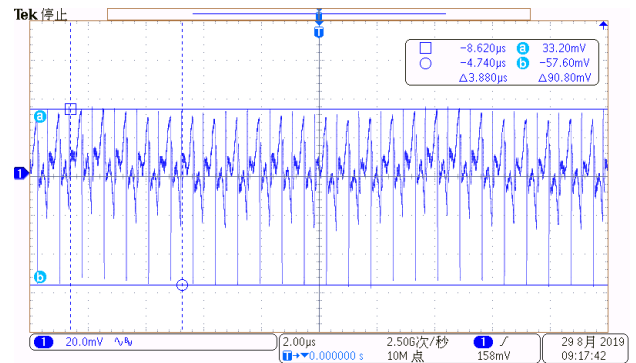 Tek 停止
T
T
−8.620µs a 33.20mV
−4.740µs b −57.60mV
△3.880µs △90.80mV
a
1
b
1 20.0mV
2.00µs 2.50G次/秒 1 158mV
T→▼0.000000 s 10M 点
29 8月 2019
09:17:42